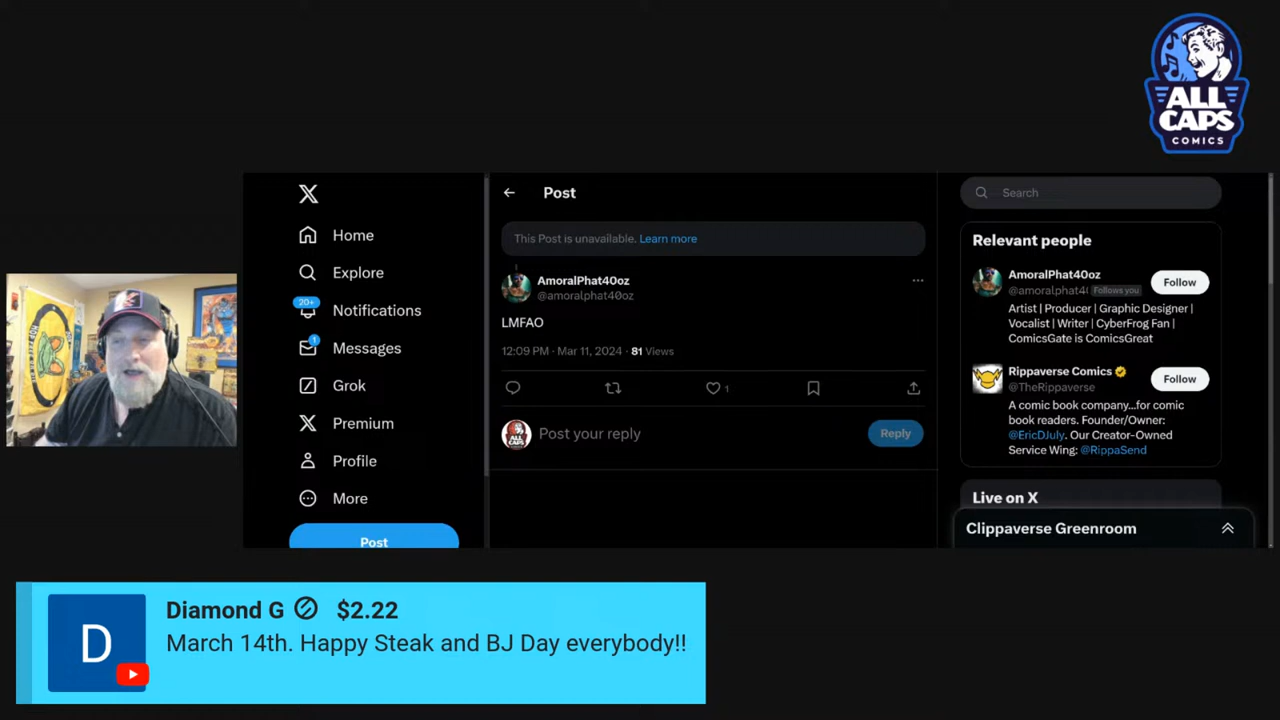 ALL
CAPS
COMICS
X
Home
Explore
20+
Notifications
1
Messages
Grok
Premium
Profile
More
Post
Post
This Post is unavailable. Learn more
AmoralPhat40oz
@amoralphat40oz
LMFAO
12:09 PM · Mar 11, 2024 · 81 Views
1
Post your reply
Reply
Search
Relevant people
AmoralPhat40oz
@amoralphat4( Follows you
Follow
Artist | Producer | Graphic Designer |
Vocalist | Writer | CyberFrog Fan |
ComicsGate is ComicsGreat
Rippaverse Comics
@TheRippaverse
Follow
A comic book company...for comic
book readers. Founder/Owner:
@EricDJuly. Our Creator-Owned
Service Wing: @RippaSend
Live on X
Clippaverse Greenroom
D
Diamond G $2.22
March 14th. Happy Steak and BJ Day everybody!!